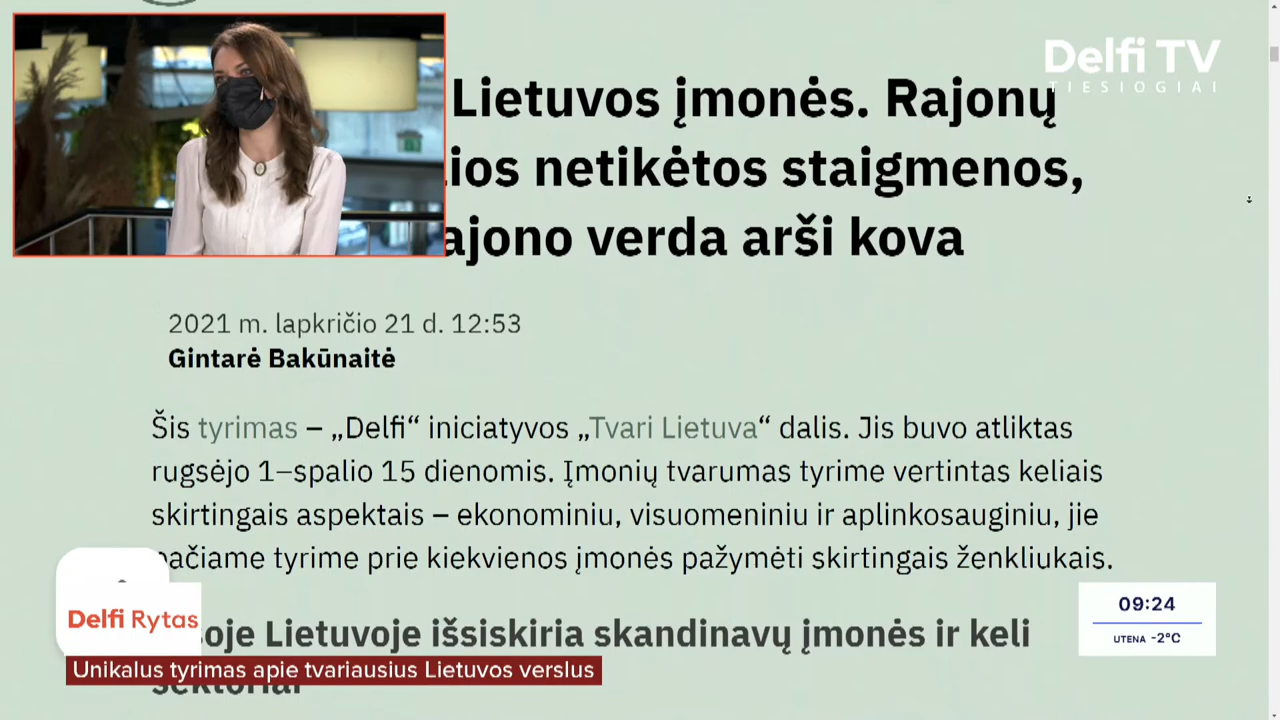 Delfi TV
TIESIOGIAI
Lietuvos įmonės. Rajonų
ios netikėtos staigmenos,
ajono verda arši kova
2021 m. lapkričio 21 d. 12:53
Gintarė Bakūnaitė
Šis tyrimas – „Delfi“ iniciatyvos „Tvari Lietuva“ dalis. Jis buvo atliktas
rugsėjo 1–spalio 15 dienomis. Įmonių tvarumas tyrime vertintas keliais
skirtingais aspektais – ekonominiu, visuomeniniu ir aplinkosauginiu, jie
pačiame tyrime prie kiekvienos įmonės pažymėti skirtingais ženkliukais.
soje Lietuvoje išsiskiria skandinavų įmonės ir keli
sektoriai
Delfi Rytas
Unikalus tyrimas apie tvariausius Lietuvos verslus
09:24
UTENA -2°C